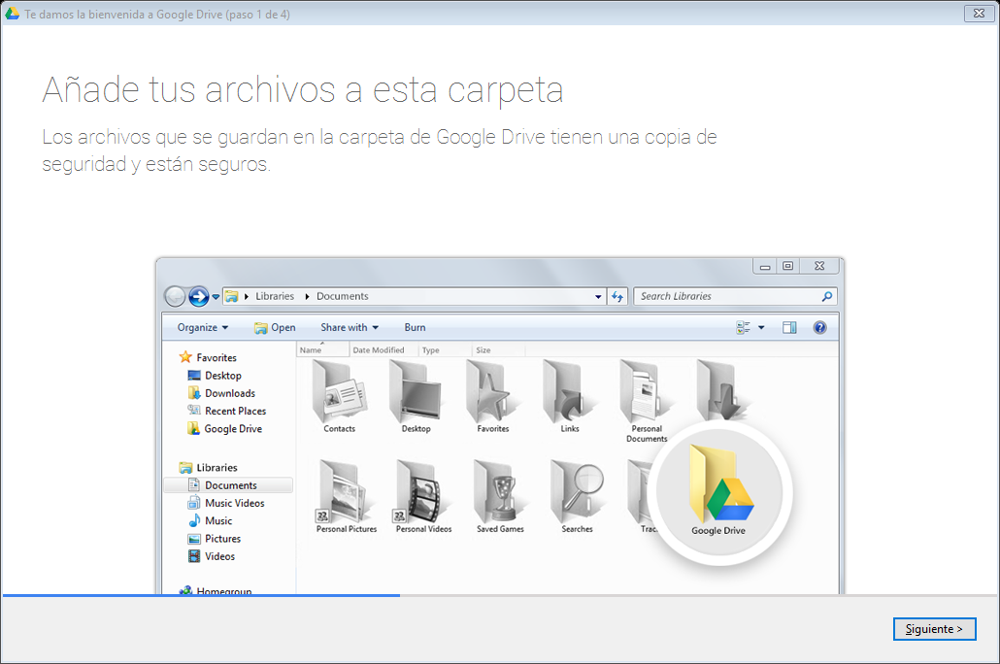 Te damos la bienvenida a Google Drive (paso 1 de 4)
Añade tus archivos a esta carpeta
Los archivos que se guardan en la carpeta de Google Drive tienen una copia de
seguridad y están seguros.
Libraries Documents
Search Libraries
Organize Open Share with Burn
Favorites
Desktop
Downloads
Recent Places
Google Drive
Libraries
Documents
Music Videos
Music
Pictures
Videos
Homegroup
Name Date Modified Type Size
Contacts Desktop Favorites Links Personal
Documents
Personal Pictures Personal Videos Saved Games Searches Trac
Google Drive
Siguiente >